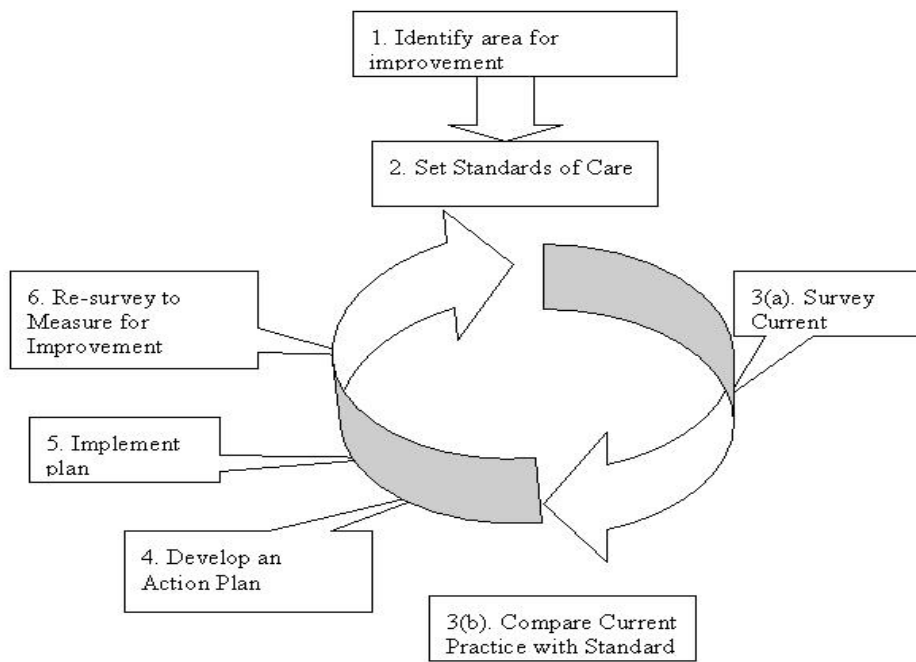 1. Identify area for
improvement
2. Set Standards of Care
3(a). Survey
Current
3(b). Compare Current
Practice with Standard
4. Develop an
Action Plan
5. Implement
plan
6. Re-survey to
Measure for
Improvement